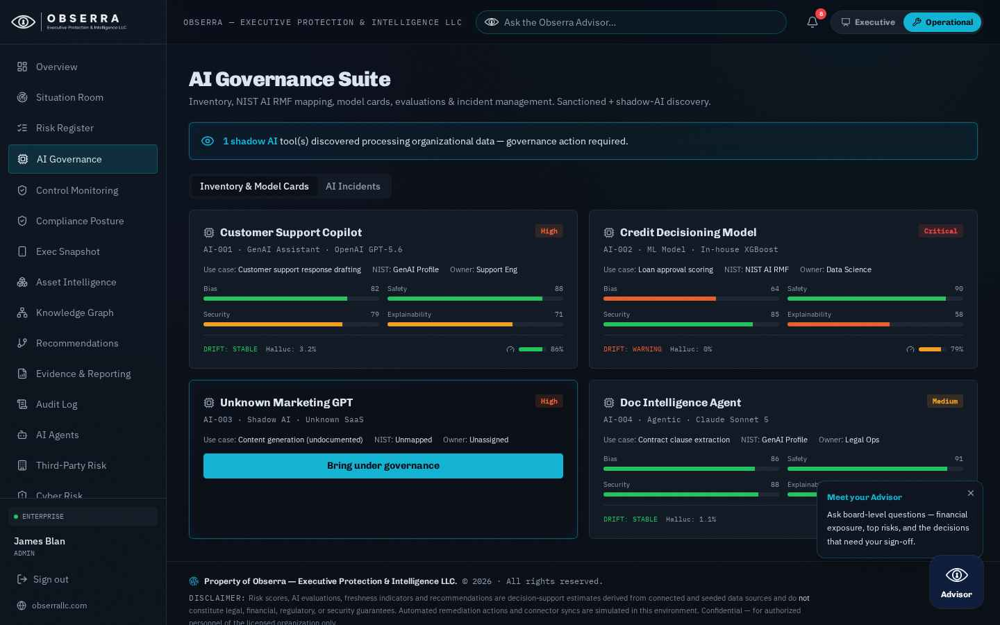 OBSERRA
Executive Protection & Intelligence LLC
OBSERRA — EXECUTIVE PROTECTION & INTELLIGENCE LLC
Ask the Obserra Advisor...
8
Executive
Operational
Overview
Situation Room
Risk Register
AI Governance
Control Monitoring
Compliance Posture
Exec Snapshot
Asset Intelligence
Knowledge Graph
Recommendations
Evidence & Reporting
Audit Log
AI Agents
Third-Party Risk
Cyber Risk
ENTERPRISE
James Blan
ADMIN
Sign out
obserrallc.com
AI Governance Suite
Inventory, NIST AI RMF mapping, model cards, evaluations & incident management. Sanctioned + shadow-AI discovery.
1 shadow AI tool(s) discovered processing organizational data — governance action required.
Inventory & Model Cards
AI Incidents
Customer Support Copilot
High
AI-001 · GenAI Assistant · OpenAI GPT-5.6
Use case: Customer support response drafting NIST: GenAI Profile Owner: Support Eng
Bias 82 Safety 88
Security 79 Explainability 71
DRIFT: STABLE Halluc: 3.2% 86%
Credit Decisioning Model
Critical
AI-002 · ML Model · In-house XGBoost
Use case: Loan approval scoring NIST: NIST AI RMF Owner: Data Science
Bias 64 Safety 90
Security 85 Explainability 58
DRIFT: WARNING Halluc: 0% 79%
Unknown Marketing GPT
High
AI-003 · Shadow AI · Unknown SaaS
Use case: Content generation (undocumented) NIST: Unmapped Owner: Unassigned
Bring under governance
Doc Intelligence Agent
Medium
AI-004 · Agentic · Claude Sonnet 5
Use case: Contract clause extraction NIST: GenAI Profile Owner: Legal Ops
Bias 86 Safety 91
Security 88 Explainab
DRIFT: STABLE Halluc: 1.1%
Meet your Advisor
Ask board-level questions — financial
exposure, top risks, and the decisions
that need your sign-off.
Advisor
Property of Obserra — Executive Protection & Intelligence LLC. © 2026 · All rights reserved.
DISCLAIMER: Risk scores, AI evaluations, freshness indicators and recommendations are decision-support estimates derived from connected and seeded data sources and do not
constitute legal, financial, regulatory, or security guarantees. Automated remediation actions and connector syncs are simulated in this environment. Confidential — for authorized
personnel of the licensed organization only.